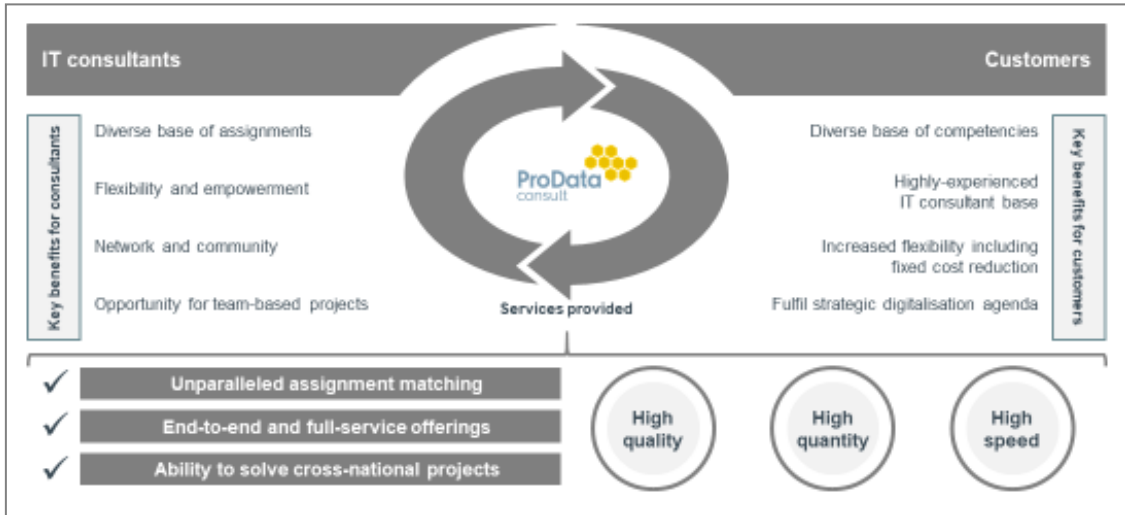 IT consultants
Customers
Key benefits for consultants
Diverse base of assignments
Flexibility and empowerment
Network and community
Opportunity for team-based projects
ProData
consult
Services provided
Diverse base of competencies
Highly-experienced
IT consultant base
Increased flexibility including
fixed cost reduction
Fulfil strategic digitalisation agenda
Key benefits for customers
Unparalleled assignment matching
End-to-end and full-service offerings
Ability to solve cross-national projects
High
quality
High
quantity
High
speed